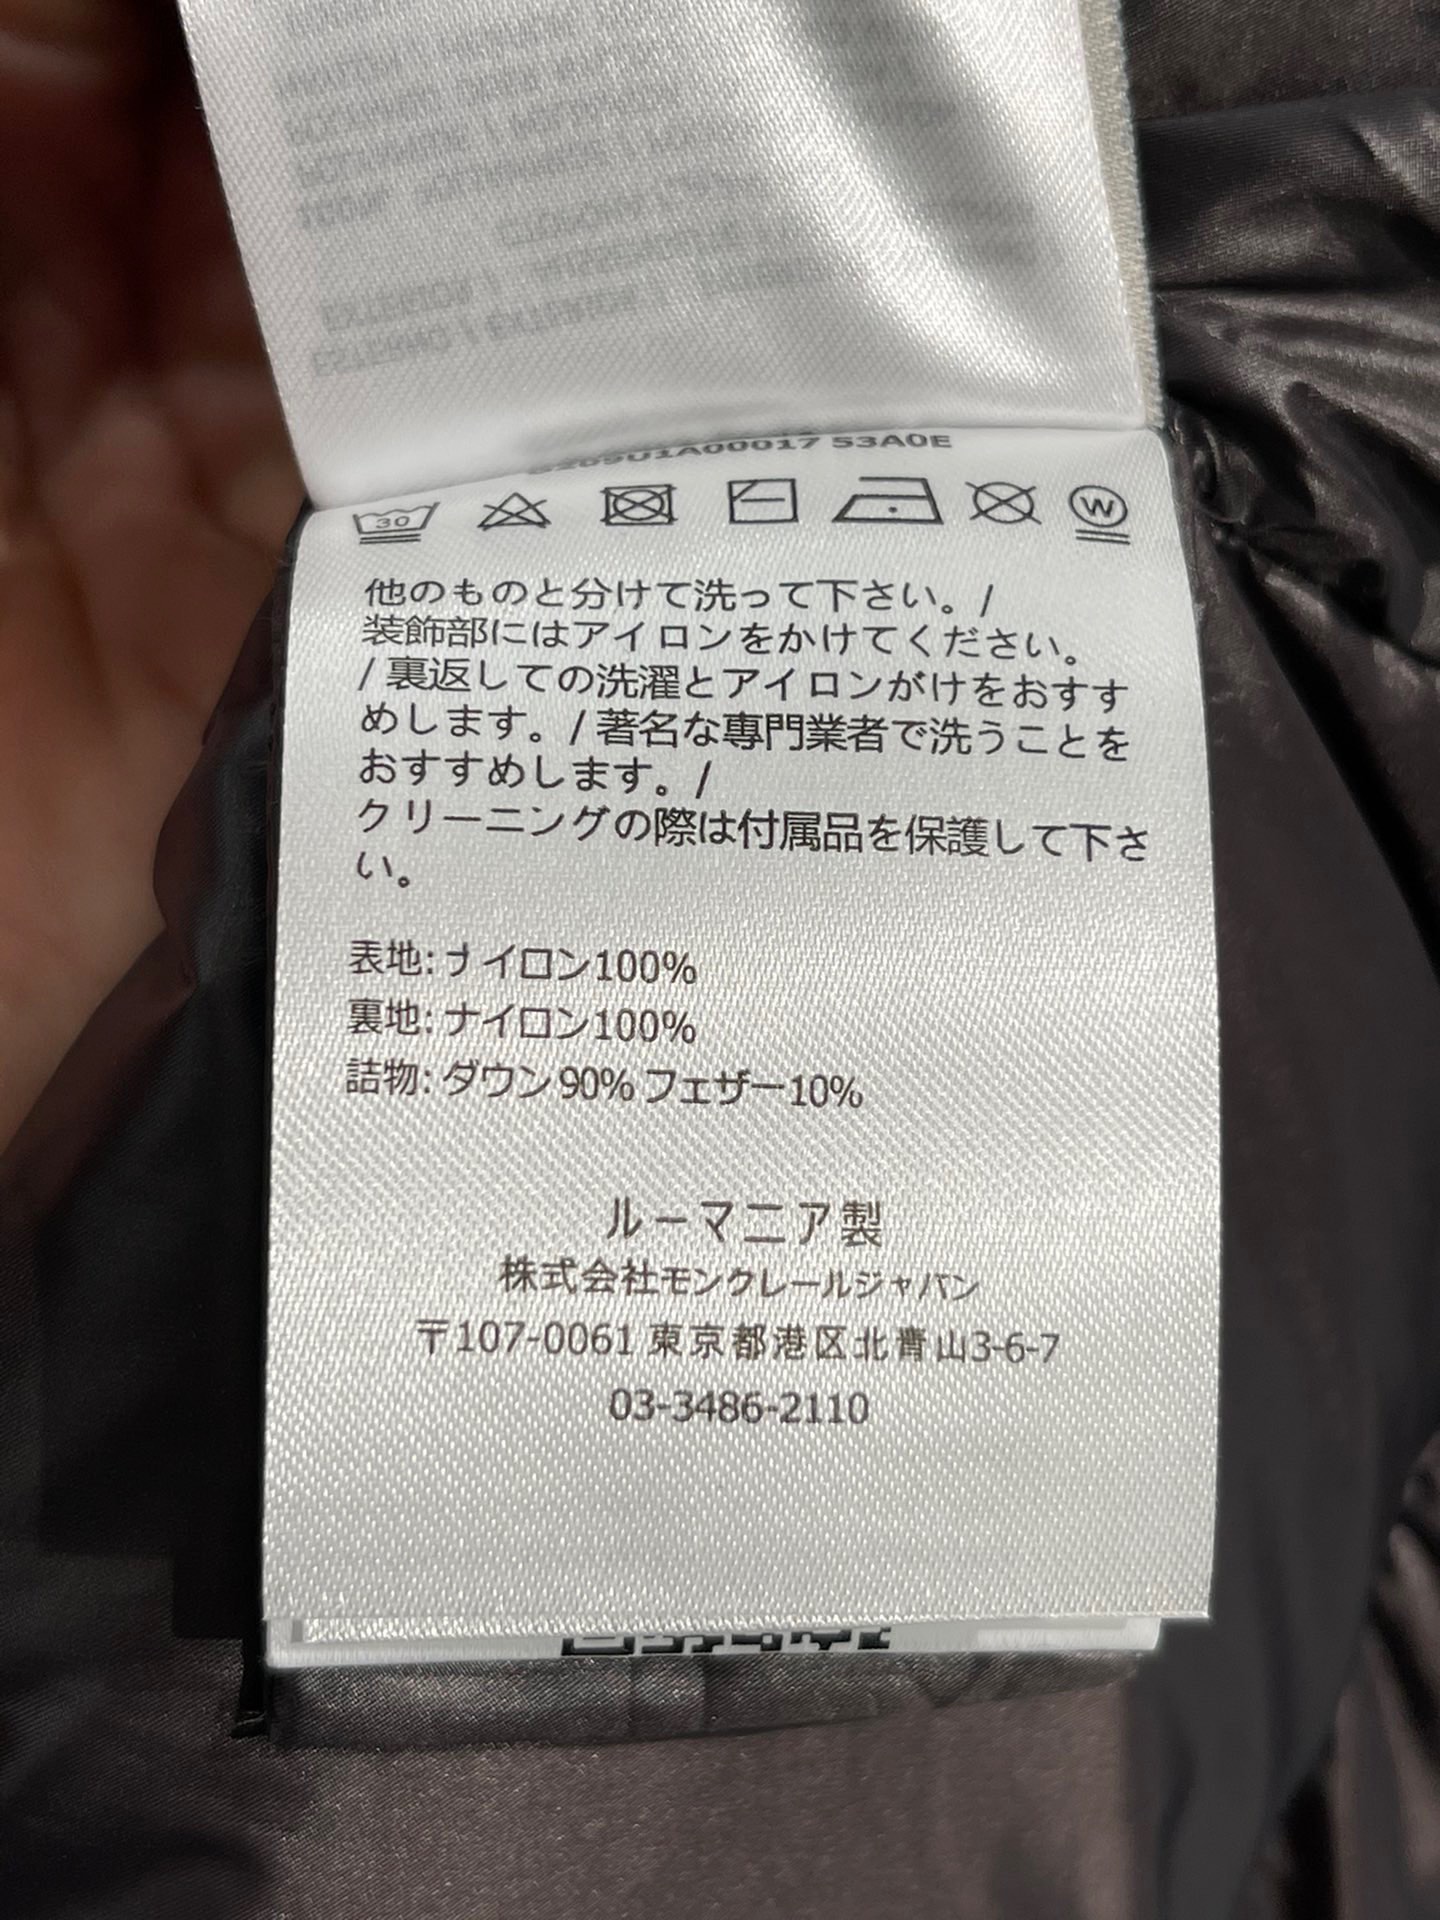 53A0E
30
W
他のものと分けて洗って下さい。/
装飾部にはアイロンをかけてください。
/ 裏返しての洗濯とアイロンがけをおすす
めします。/ 著名な專門業者で洗うことを
おすすめします。/
クリーニングの際は付属品を保護して下さ
い。
表地: ナイロン100%
裏地: ナイロン100%
詰物: ダウン90% フェザー10%
ルーマニア製
株式会社モンクレールジャパン
〒107-0061 東京都港区北青山3-6-7
03-3486-2110